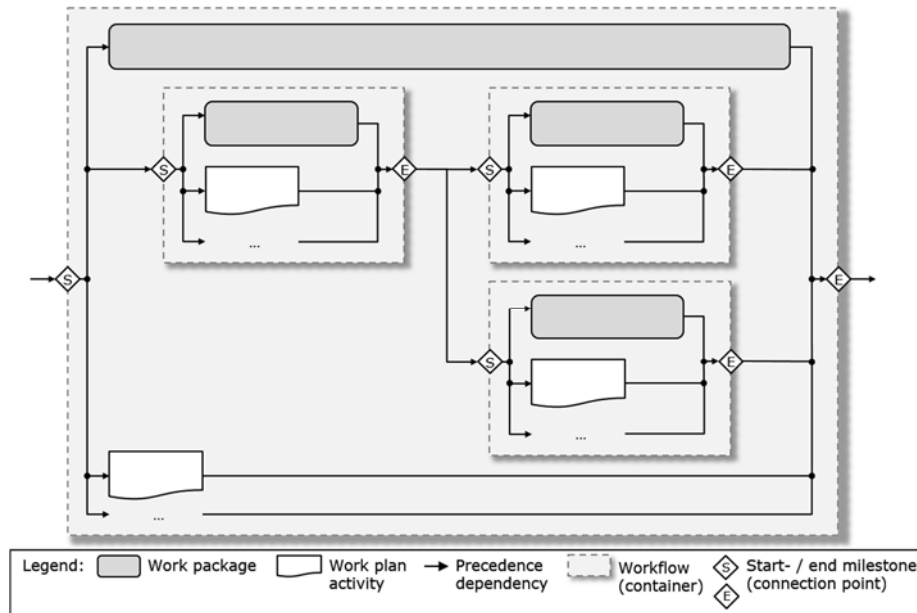 S
E
S
E
...
...
S
E
S
E
...
...
Legend:
Work package
Work plan
activity
Precedence
dependency
Workflow
(container)
S
E
Start- / end milestone
(connection point)